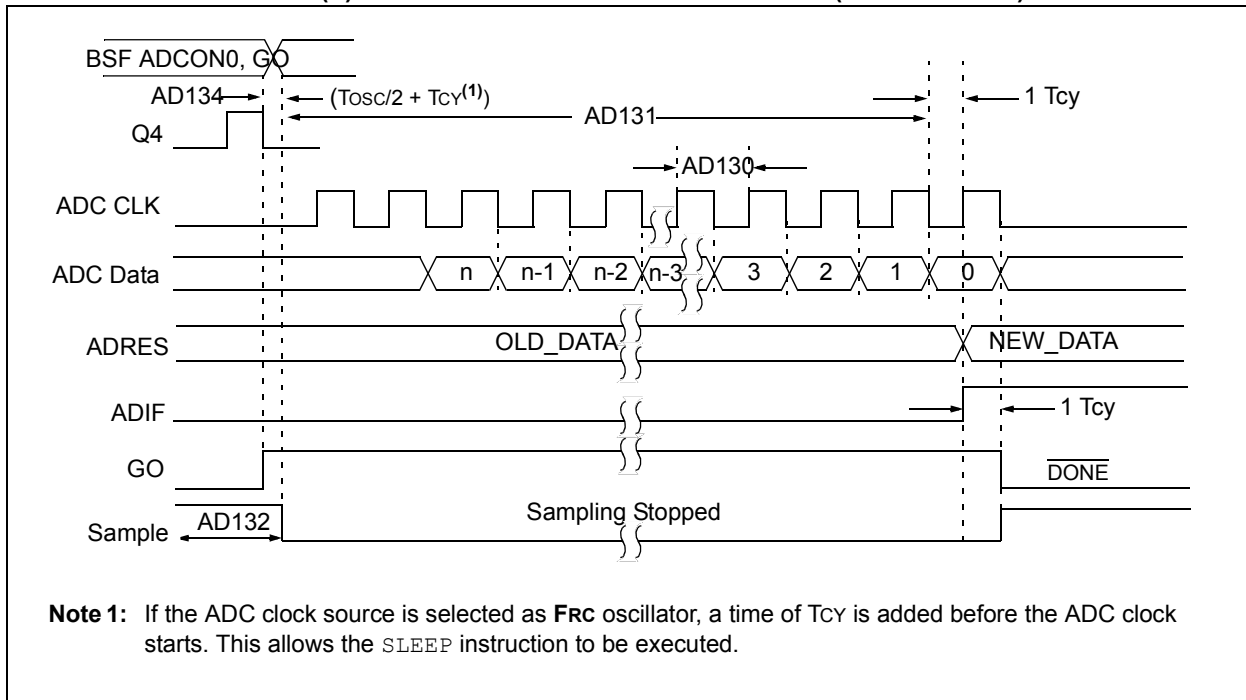 BSF ADCON0, GO
AD134
(TOSC/2 + TCY(1))
1 Tcy
AD131
Q4
AD130
ADC CLK
ADC Data
n
n-1
n-2
n-3
3
2
1
0
ADRES
OLD_DATA
NEW_DATA
ADIF
1 Tcy
GO
DONE
Sample
AD132
Sampling Stopped
Note 1: If the ADC clock source is selected as FRC oscillator, a time of TCY is added before the ADC clock
starts. This allows the SLEEP instruction to be executed.